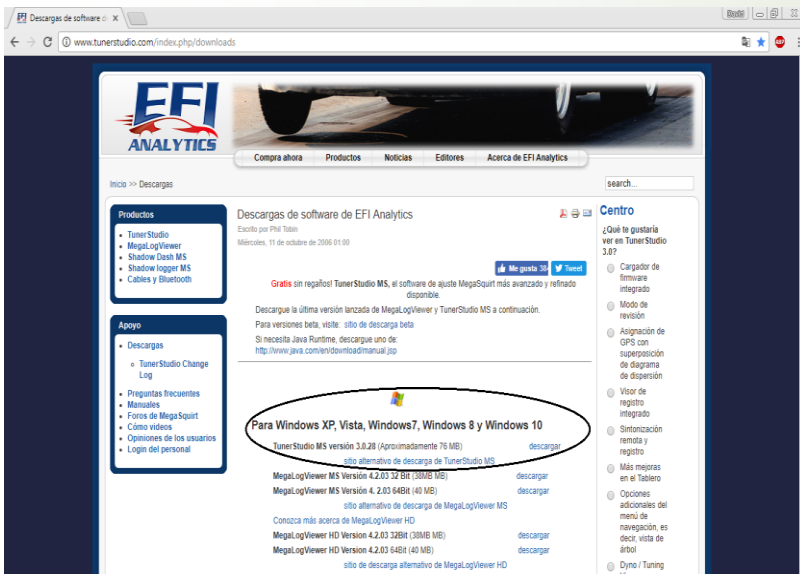 Descargas de software d
David
www.tunerstudio.com/index.php/downloads
EFI
ANALYTICS
Compra ahora Productos Noticias Editores Acerca de EFI Analytics
Inicio >> Descargas
search...
Productos
TunerStudio
MegaLogViewer
Shadow Dash MS
Shadow logger MS
Cables y Bluetooth
Apoyo
Descargas
TunerStudio Change
Log
Preguntas frecuentes
Manuales
Foros de MegaSquirt
Cómo videos
Opiniones de los usuarios
Login del personal
Descargas de software de EFI Analytics
Escrito por Phil Tobin
Miércoles, 11 de octubre de 2006 01:00
Me gusta 38 Tweet
Gratis sin regaños! TunerStudio MS, el software de ajuste MegaSquirt más avanzado y refinado
disponible.
Descargue la última versión lanzada de MegaLogViewer y TunerStudio MS a continuación.
Para versiones beta, visite: sitio de descarga beta
Si necesita Java Runtime, descargue uno de:
http://www.java.com/en/download/manual.jsp
Para Windows XP, Vista, Windows7, Windows 8 y Windows 10
TunerStudio MS versión 3.0.28 (Aproximadamente 76 MB) descargar
sitio alternativo de descarga de TunerStudio MS
MegaLogViewer MS Versión 4.2.03 32 Bit (38MB MB) descargar
MegaLogViewer MS Versión 4. 2.03 64Bit (40 MB) descargar
sitio alternativo de descarga de MegaLogViewer MS
Conozca más acerca de MegaLogViewer HD
MegaLogViewer HD Version 4.2.03 32Bit (38MB MB) descargar
MegaLogViewer HD Version 4.2.03 64Bit (40 MB) descargar
sitio de descarga alternativo de MegaLogViewer HD
Centro
¿Qué te gustaría
ver en TunerStudio
3.0?
Cargador de
firmware
integrado
Modo de
revisión
Asignación de
GPS con
superposición
de diagrama
de dispersión
Visor de
registro
integrado
Sintonización
remota y
registro
Más mejoras
en el Tablero
Opciones
adicionales del
menú de
navegación, es
decir, vista de
árbol
Dyno / Tuning